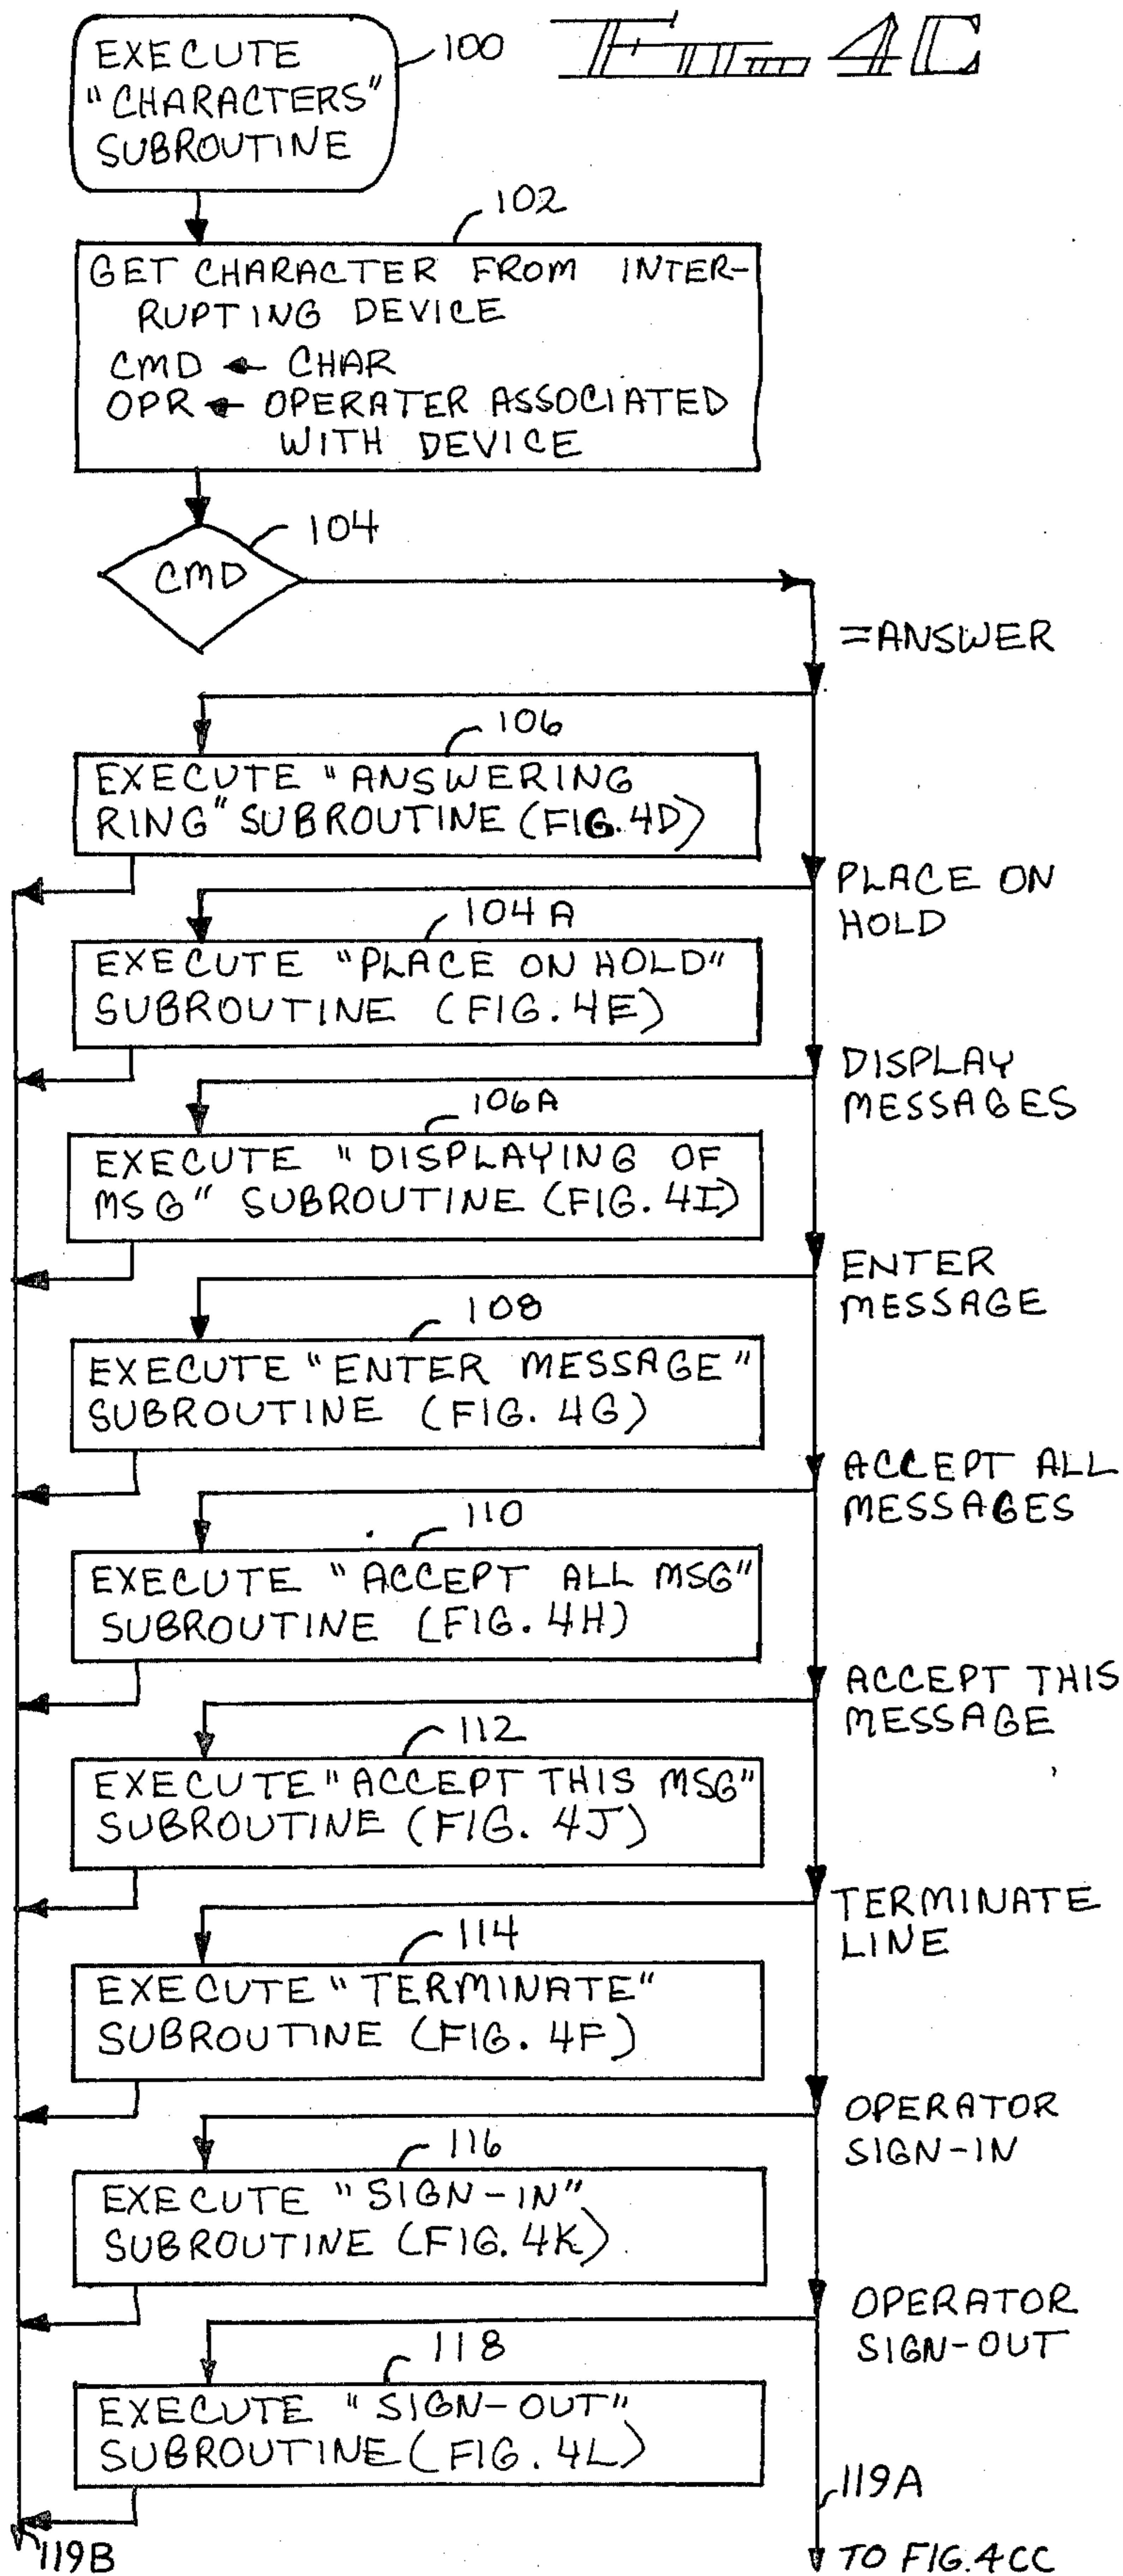 Fig-4C
EXECUTE
"CHARACTERS"
SUBROUTINE
100
102
GET CHARACTER FROM INTER-
RUPTING DEVICE
CMD ← CHAR
OPR ← OPERATER ASSOCIATED
WITH DEVICE
104
CMD
=ANSWER
106
EXECUTE "ANSWERING
RING" SUBROUTINE (FIG. 4D)
PLACE ON
HOLD
104A
EXECUTE "PLACE ON HOLD"
SUBROUTINE (FIG. 4E)
DISPLAY
MESSAGES
106A
EXECUTE "DISPLAYING OF
MSG" SUBROUTINE (FIG. 4I)
ENTER
MESSAGE
108
EXECUTE "ENTER MESSAGE"
SUBROUTINE (FIG. 4G)
ACCEPT ALL
MESSAGES
110
EXECUTE "ACCEPT ALL MSG"
SUBROUTINE (FIG. 4H)
ACCEPT THIS
MESSAGE
112
EXECUTE "ACCEPT THIS MSG"
SUBROUTINE (FIG. 4J)
TERMINATE
LINE
114
EXECUTE "TERMINATE"
SUBROUTINE (FIG. 4F)
OPERATOR
SIGN-IN
116
EXECUTE "SIGN-IN"
SUBROUTINE (FIG. 4K)
OPERATOR
SIGN-OUT
118
EXECUTE "SIGN-OUT"
SUBROUTINE (FIG. 4L)
119A
119B
TO FIG. 4CC